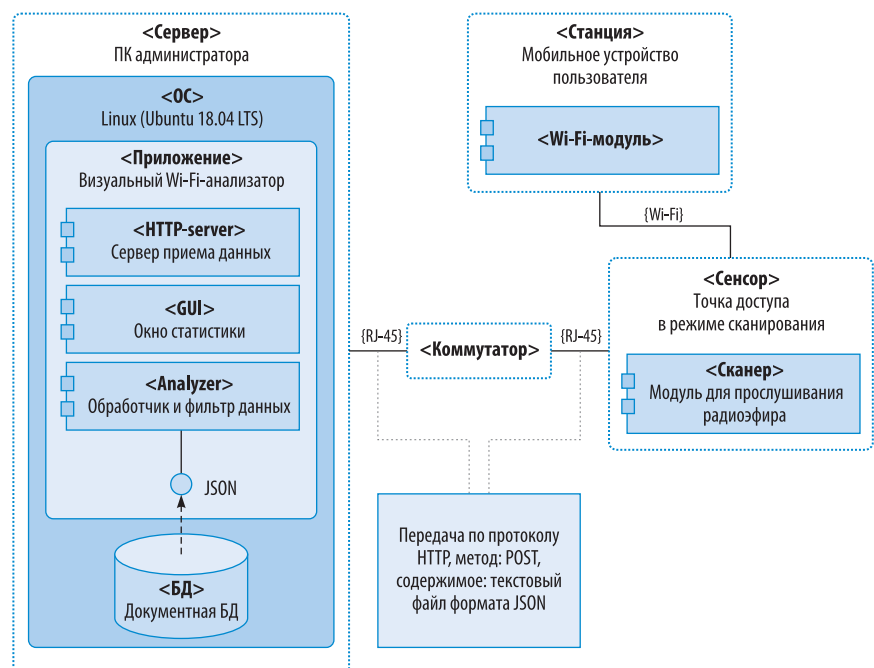 <Сервер>
ПК администратора
<ОС>
Linux (Ubuntu 18.04 LTS)
<Приложение>
Визуальный Wi-Fi-анализатор
<HTTP-server>
Сервер приема данных
<GUI>
Окно статистики
<Analyzer>
Обработчик и фильтр данных
JSON
<БД>
Документная БД
{RJ-45}
<Коммутатор>
{RJ-45}
<Станция>
Мобильное устройство
пользователя
<Wi-Fi-модуль>
{Wi-Fi}
<Сенсор>
Точка доступа
в режиме сканирования
<Сканер>
Модуль для прослушивания
радиоэфира
Передача по протоколу
HTTP, метод: POST,
содержимое: текстовый
файл формата JSON